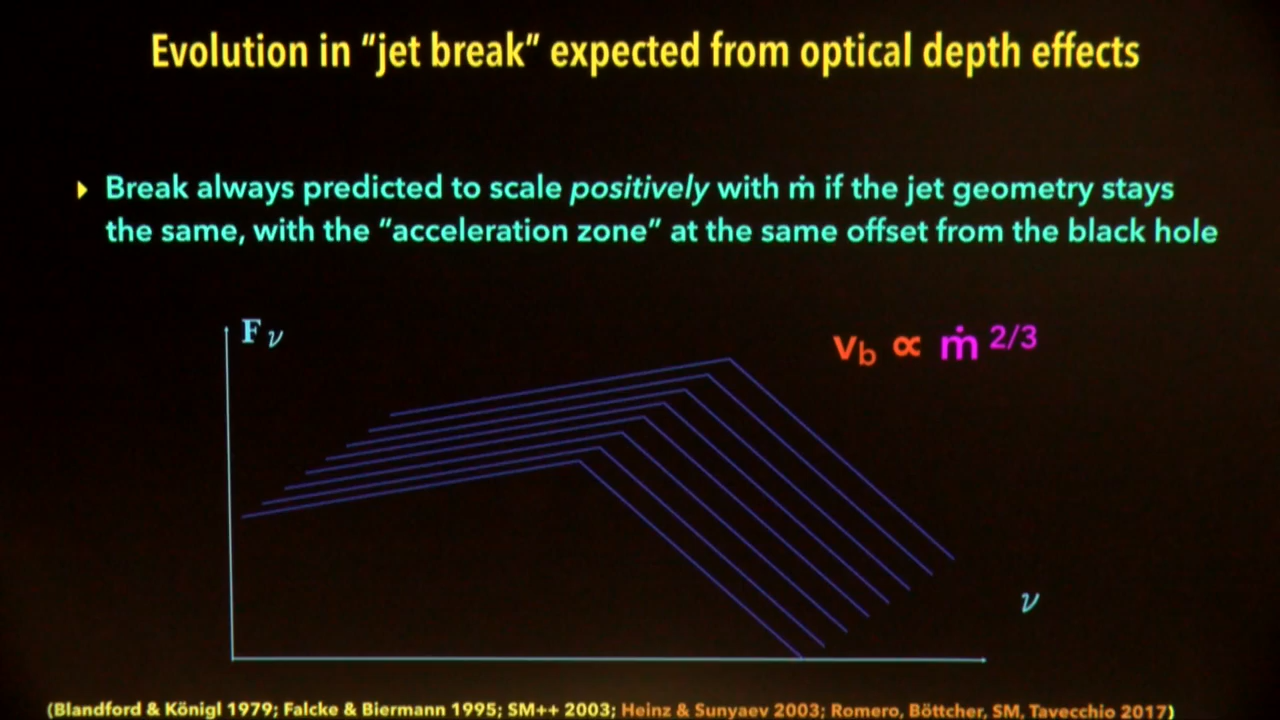 Evolution in “jet break” expected from optical depth effects
Break always predicted to scale positively with ṁ if the jet geometry stays
the same, with the “acceleration zone” at the same offset from the black hole
Fν
νb ∝ ṁ 2/3
ν
(Blandford & Königl 1979; Falcke & Biermann 1995; SM++ 2003; Heinz & Sunyaev 2003; Romero, Böttcher, SM, Tavecchio 2017)